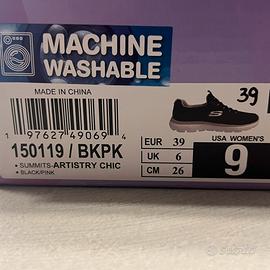 MACHINE
WASHABLE
MADE IN CHINA
39
1 97627 49069 4
150119 / BKPK
• SUMMITS-ARTISTRY CHIC
• BLACK/PINK
EUR 39
UK 6
CM 26
USA WOMEN'S
9
subito